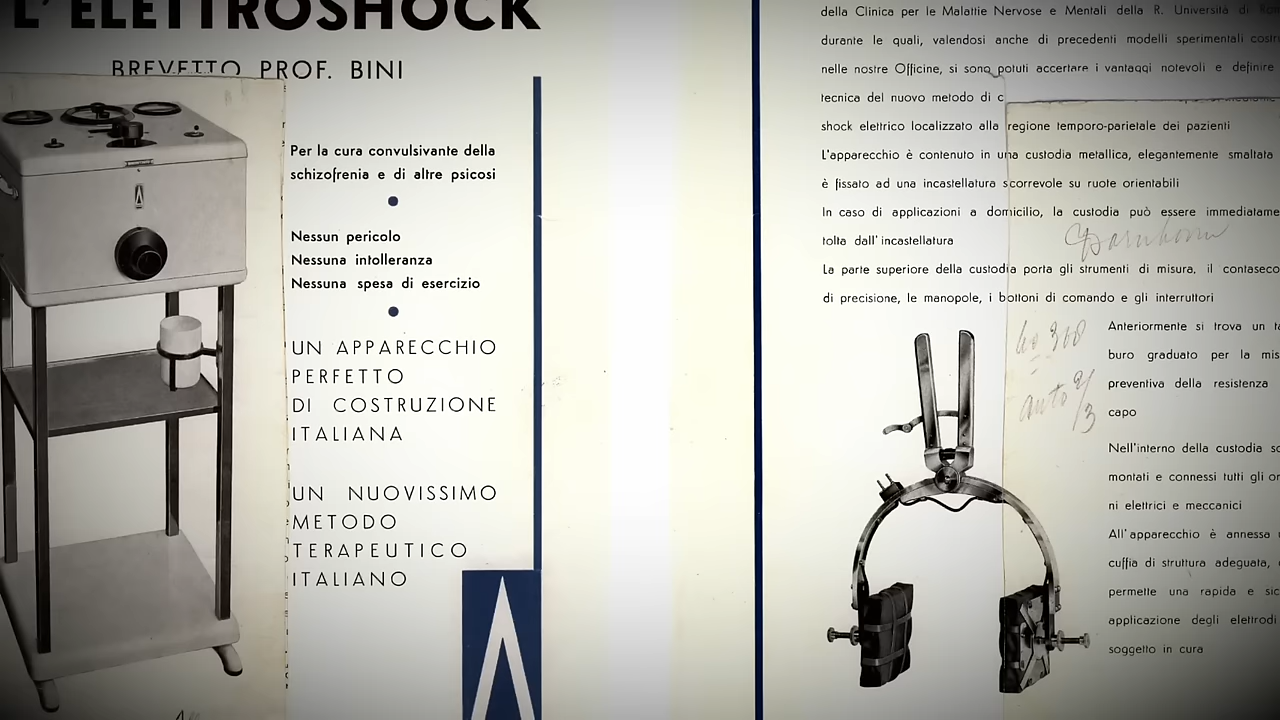 L'ELETTROSHOCK
BREVETTO PROF. BINI
Per la cura convulsivante della
schizofrenia e di altre psicosi
Nessun pericolo
Nessuna intolleranza
Nessuna spesa di esercizio
UN APPARECCHIO
PERFETTO
DI COSTRUZIONE
ITALIANA
UN NUOVISSIMO
METODO
TERAPEUTICO
ITALIANO
della Clinica per le Malattie Nervose e Mentali della R. Università di
durante le quali, valendosi anche di precedenti modelli sperimentali
nelle nostre Officine, si sono potuti accertare i vantaggi notevoli e definire
tecnica del nuovo metodo di
shock elettrico localizzato alla regione temporo-parietale dei pazienti
L'apparecchio è contenuto in una custodia metallica, elegantemente smaltata
è fissato ad una incastellatura scorrevole su ruote orientabili
In caso di applicazioni a domicilio, la custodia può essere
tolta dall'incastellatura
La parte superiore della custodia porta gli strumenti di misura, il
di precisione, le manopole, i bottoni di comando e gli interruttori
Anteriormente si trova un
buro graduato per la
preventiva della resistenza
capo
Nell'interno della custodia
montati e connessi tutti gli
ni elettrici e meccanici
All'apparecchio è annessa
cuffia di struttura adeguata,
permette una rapida e
applicazione degli elettrodi
soggetto in cura